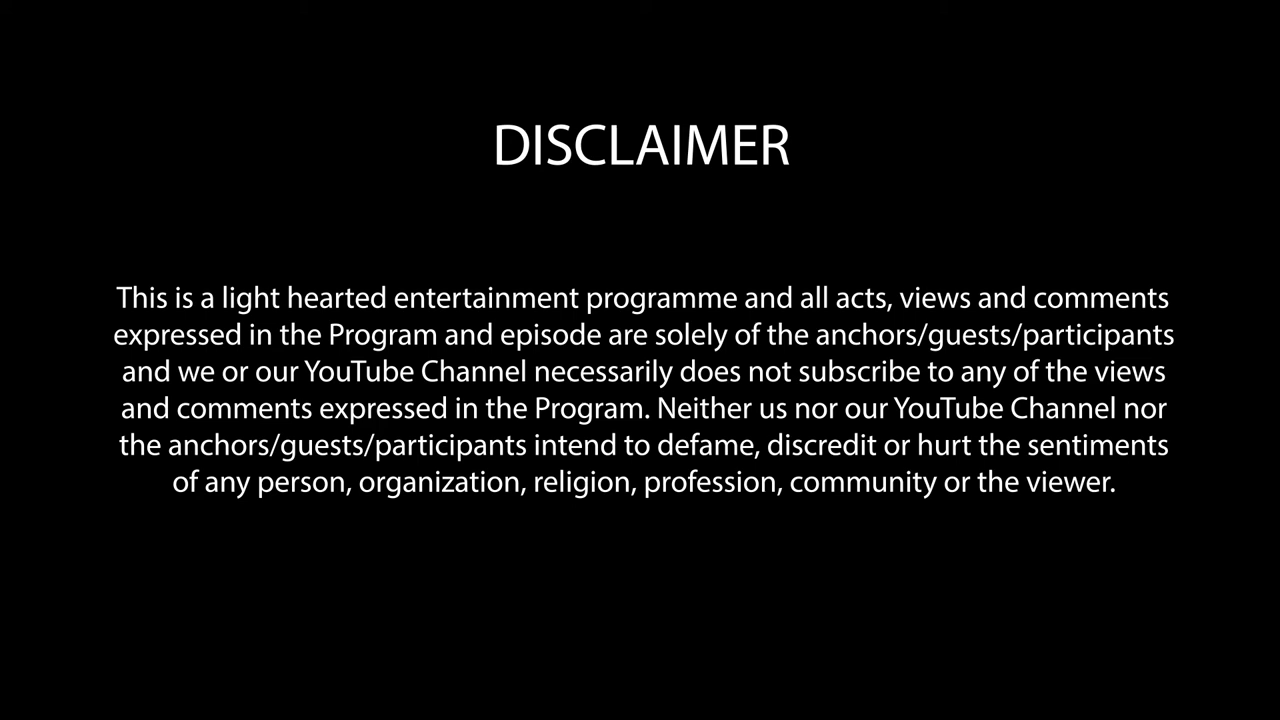 DISCLAIMER
This is a light hearted entertainment programme and all acts, views and comments
expressed in the Program and episode are solely of the anchors/guests/participants
and we or our YouTube Channel necessarily does not subscribe to any of the views
and comments expressed in the Program. Neither us nor our YouTube Channel nor
the anchors/guests/participants intend to defame, discredit or hurt the sentiments
of any person, organization, religion, profession, community or the viewer.